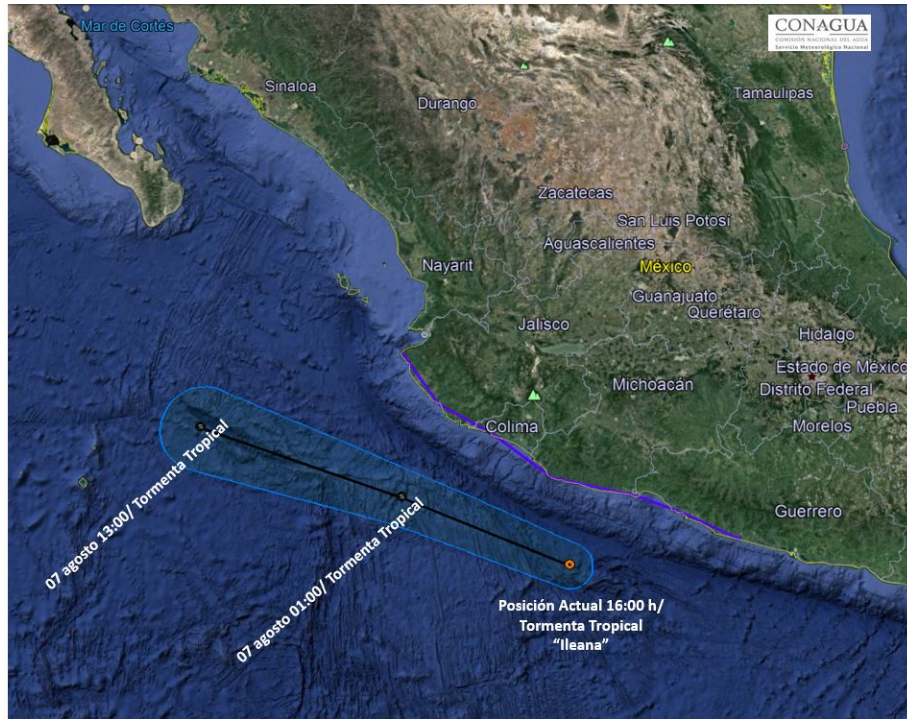 Mar de Cortés
CONAGUA
COMISIÓN NACIONAL DEL AGUA
Servicio Meteorológico Nacional
Sinaloa
Tamaulipas
Durango
Zacatecas
San Luis Potosí
Aguascalientes
Nayarit
México
Guanajuato
Querétaro
Jalisco
Hidalgo
Estado de México
Michoacán
Distrito Federal
Puebla
Colima
Morelos
Guerrero
07 agosto 13:00/ Tormenta Tropical
07 agosto 01:00/ Tormenta Tropical
Posición Actual 16:00 h/
Tormenta Tropical
“Ileana”